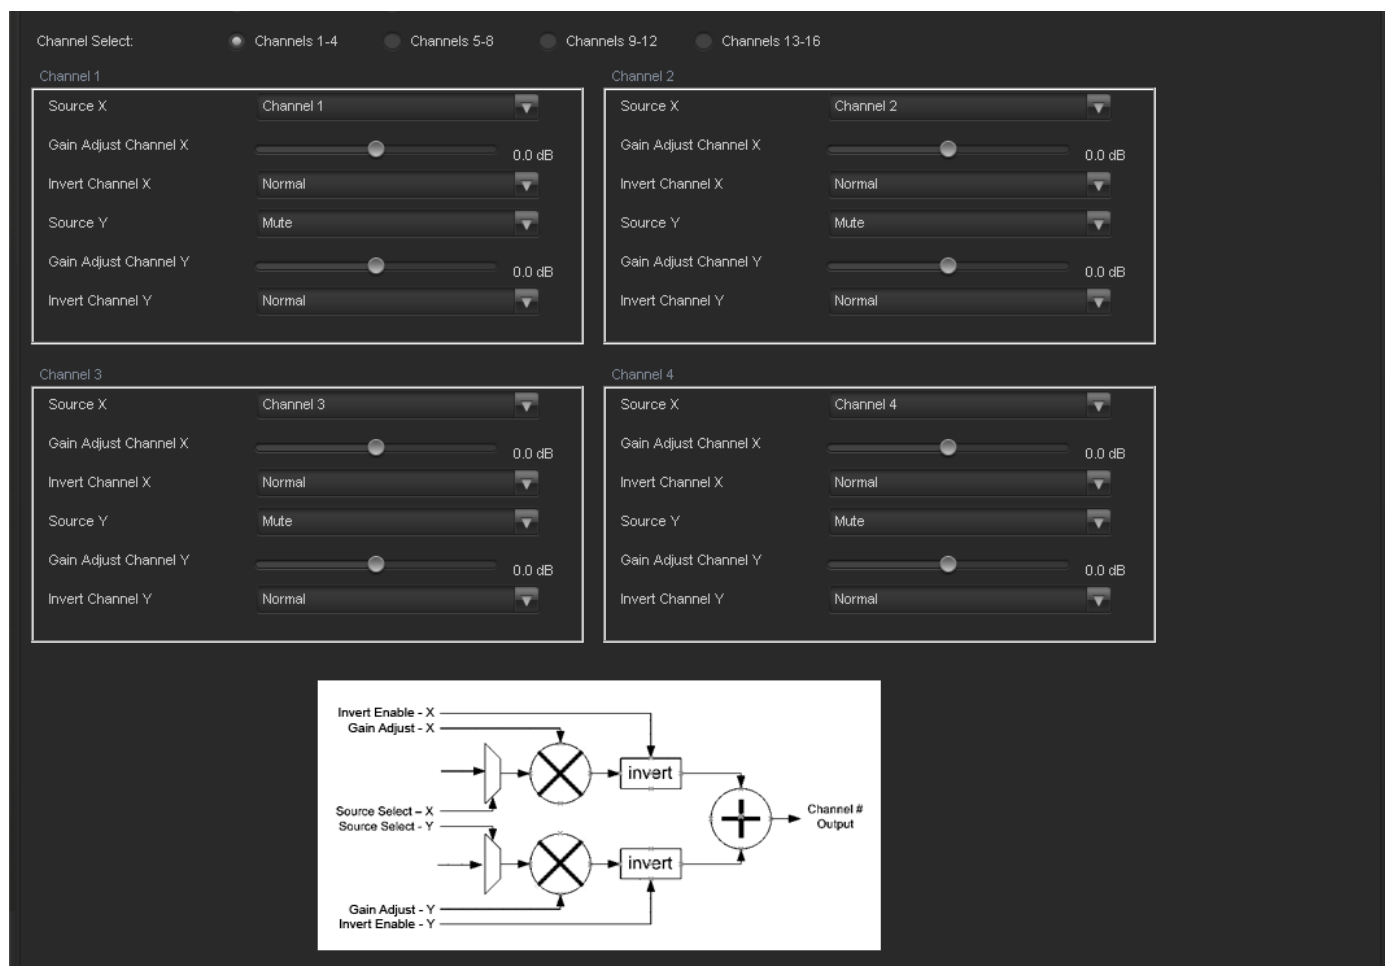 Channel Select: Channels 1-4 Channels 5-8 Channels 9-12 Channels 13-16
Channel 1
Source X Channel 1
Gain Adjust Channel X 0.0 dB
Invert Channel X Normal
Source Y Mute
Gain Adjust Channel Y 0.0 dB
Invert Channel Y Normal
Channel 2
Source X Channel 2
Gain Adjust Channel X 0.0 dB
Invert Channel X Normal
Source Y Mute
Gain Adjust Channel Y 0.0 dB
Invert Channel Y Normal
Channel 3
Source X Channel 3
Gain Adjust Channel X 0.0 dB
Invert Channel X Normal
Source Y Mute
Gain Adjust Channel Y 0.0 dB
Invert Channel Y Normal
Channel 4
Source X Channel 4
Gain Adjust Channel X 0.0 dB
Invert Channel X Normal
Source Y Mute
Gain Adjust Channel Y 0.0 dB
Invert Channel Y Normal
Invert Enable - X
Gain Adjust - X
invert
Source Select – X
Source Select - Y
Channel #
Output
invert
Gain Adjust - Y
Invert Enable - Y